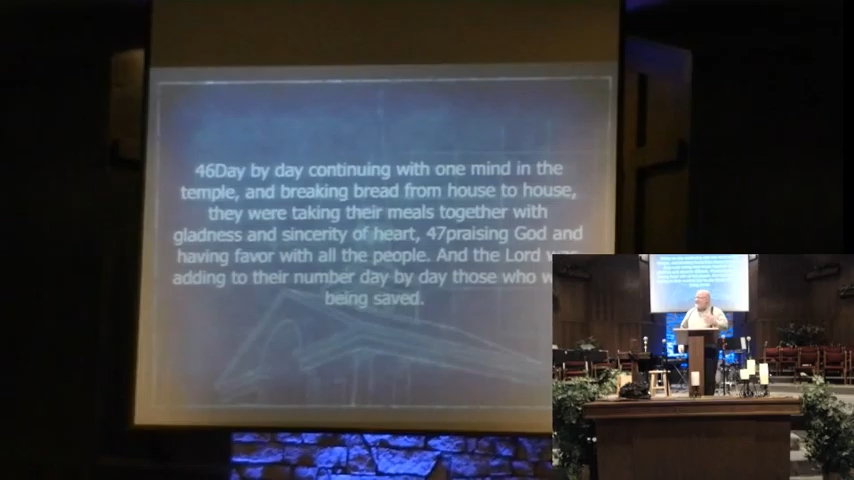 46Day by day continuing with one mind in the
temple, and breaking bread from house to house,
they were taking their meals together with
gladness and sincerity of heart, 47praising God and
having favor with all the people. And the Lord
adding to their number day by day those who
being saved.